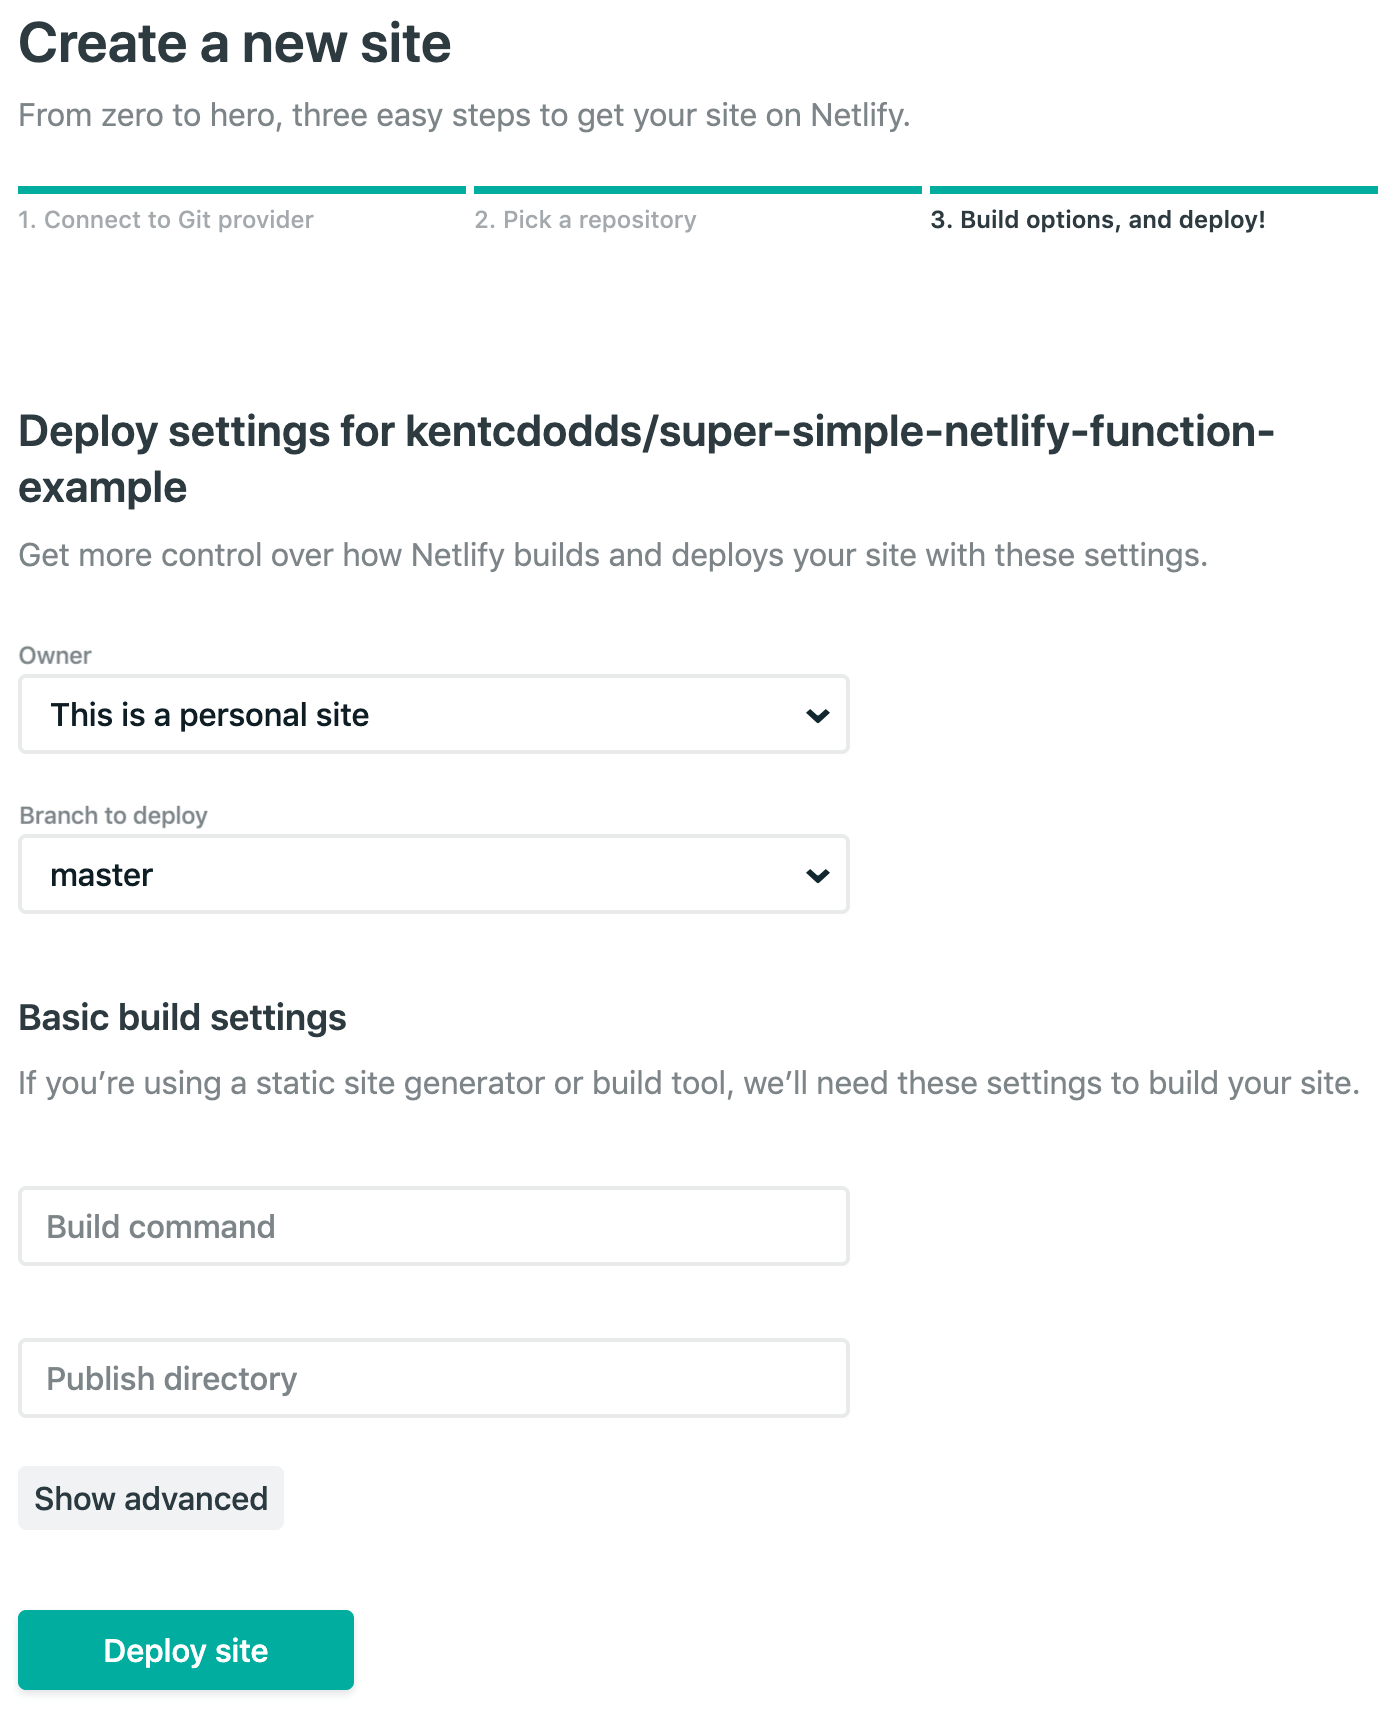 Create a new site
From zero to hero, three easy steps to get your site on Netlify.
1. Connect to Git provider
2. Pick a repository
3. Build options, and deploy!
Deploy settings for kentcdodds/super-simple-netlify-function-
example
Get more control over how Netlify builds and deploys your site with these settings.
Owner
This is a personal site
Branch to deploy
master
Basic build settings
If you’re using a static site generator or build tool, we’ll need these settings to build your site.
Build command
Publish directory
Show advanced
Deploy site